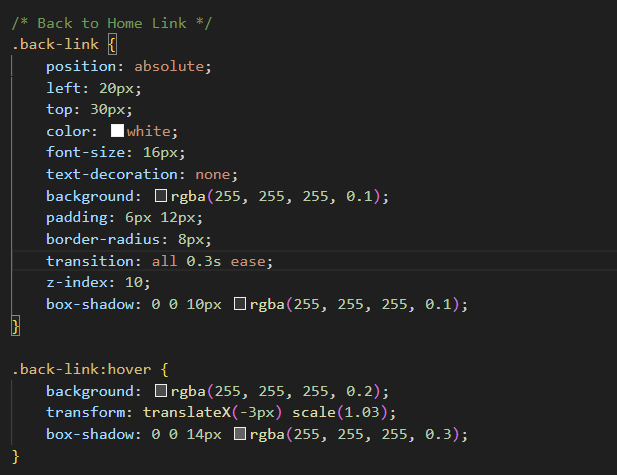 /* Back to Home Link */
.back-link {
    position: absolute;
    left: 20px;
    top: 30px;
    color: white;
    font-size: 16px;
    text-decoration: none;
    background: rgba(255, 255, 255, 0.1);
    padding: 6px 12px;
    border-radius: 8px;
    transition: all 0.3s ease;
    z-index: 10;
    box-shadow: 0 0 10px rgba(255, 255, 255, 0.1);
}

.back-link:hover {
    background: rgba(255, 255, 255, 0.2);
    transform: translateX(-3px) scale(1.03);
    box-shadow: 0 0 14px rgba(255, 255, 255, 0.3);
}